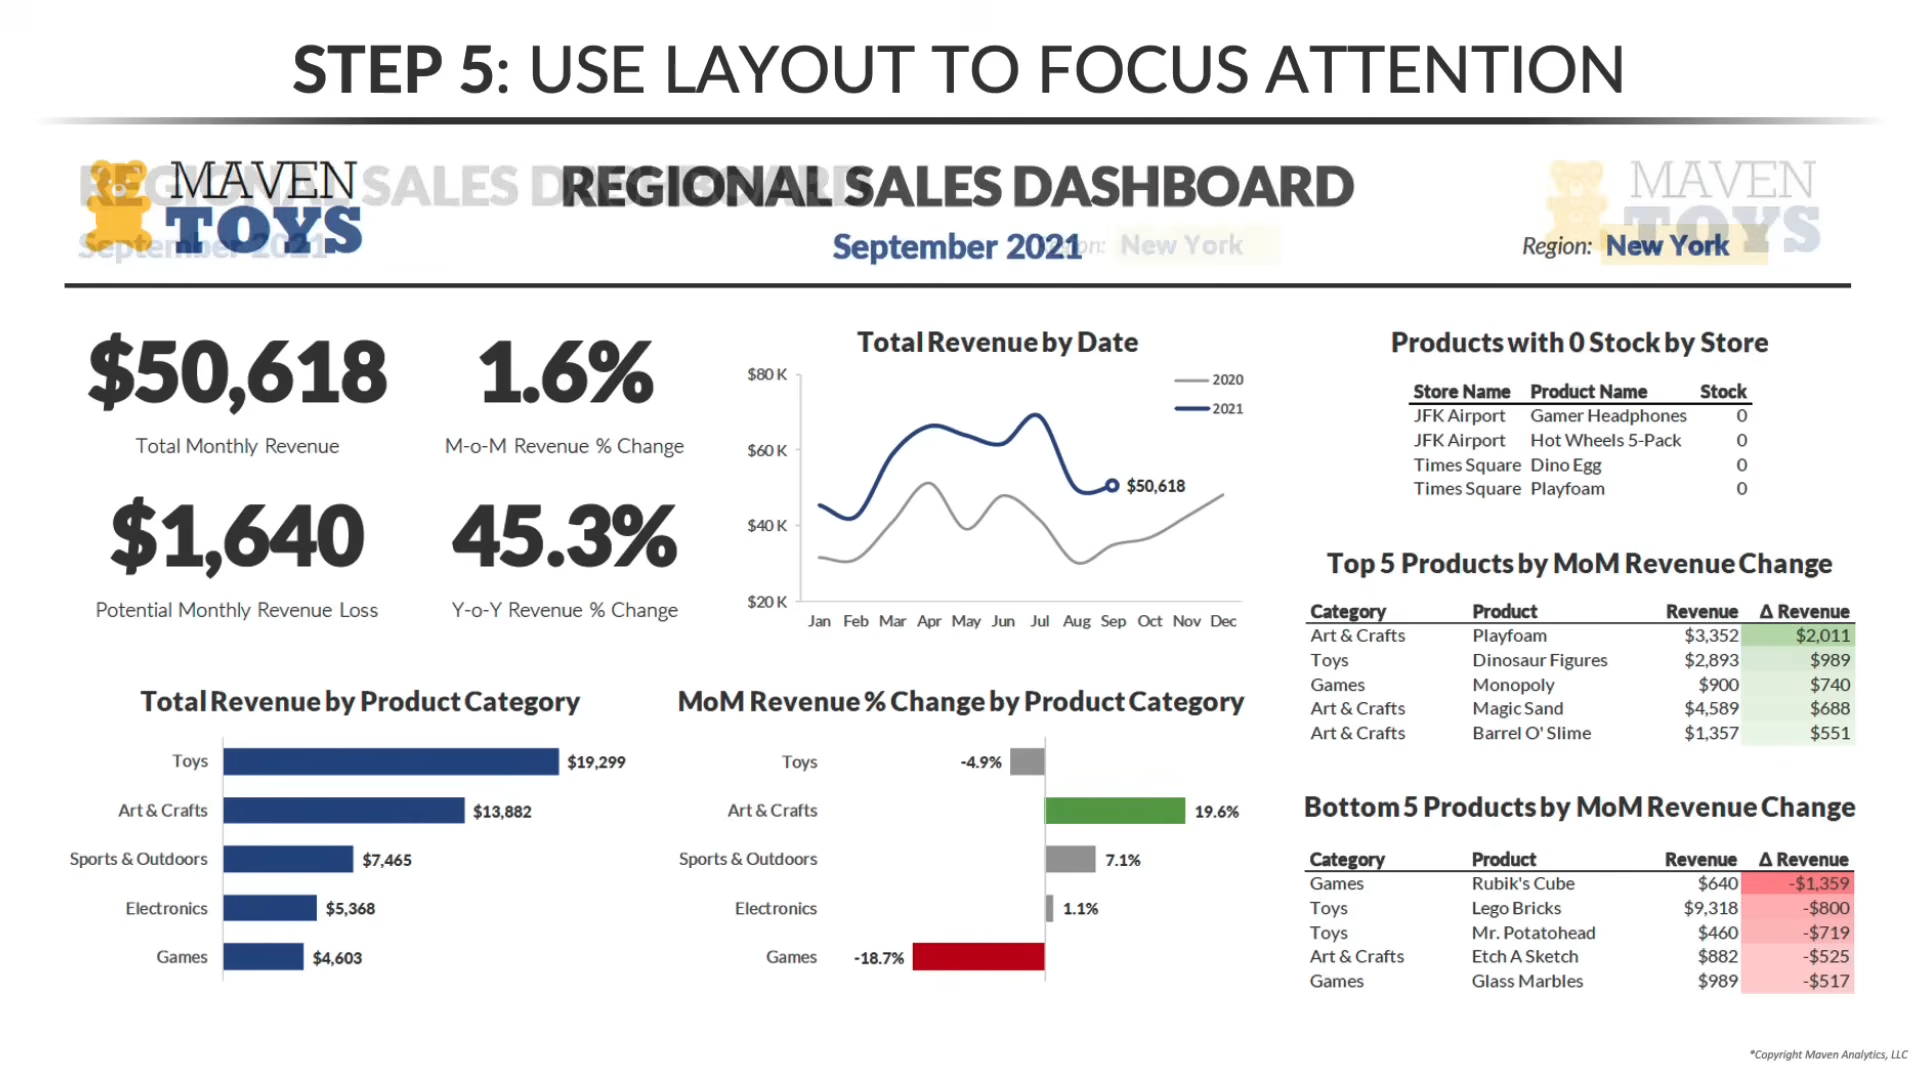 STEP 5: USE LAYOUT TO FOCUS ATTENTION
MAVEN TOYS
REGIONAL SALES DASHBOARD
September 2021
Region: New York
REGIONAL SALES DASHBOARD
September 2021
Region: New York
MAVEN TOYS
$50,618
Total Monthly Revenue
1.6%
M-o-M Revenue % Change
$1,640
Potential Monthly Revenue Loss
45.3%
Y-o-Y Revenue % Change
Total Revenue by Date
$80 K
$60 K
$40 K
$20 K
2020
2021
$50,618
Jan Feb Mar Apr May Jun Jul Aug Sep Oct Nov Dec
Products with 0 Stock by Store
Store Name Product Name Stock
JFK Airport Gamer Headphones 0
JFK Airport Hot Wheels 5-Pack 0
Times Square Dino Egg 0
Times Square Playfoam 0
Top 5 Products by MoM Revenue Change
Category Product Revenue Δ Revenue
Art & Crafts Playfoam $3,352 $2,011
Toys Dinosaur Figures $2,893 $989
Games Monopoly $900 $740
Art & Crafts Magic Sand $4,589 $688
Art & Crafts Barrel O' Slime $1,357 $551
Total Revenue by Product Category
Toys $19,299
Art & Crafts $13,882
Sports & Outdoors $7,465
Electronics $5,368
Games $4,603
MoM Revenue % Change by Product Category
Toys -4.9%
Art & Crafts 19.6%
Sports & Outdoors 7.1%
Electronics 1.1%
Games -18.7%
Bottom 5 Products by MoM Revenue Change
Category Product Revenue Δ Revenue
Games Rubik's Cube $640 -$1,359
Toys Lego Bricks $9,318 -$800
Toys Mr. Potatohead $460 -$719
Art & Crafts Etch A Sketch $882 -$525
Games Glass Marbles $989 -$517
*Copyright Maven Analytics, LLC